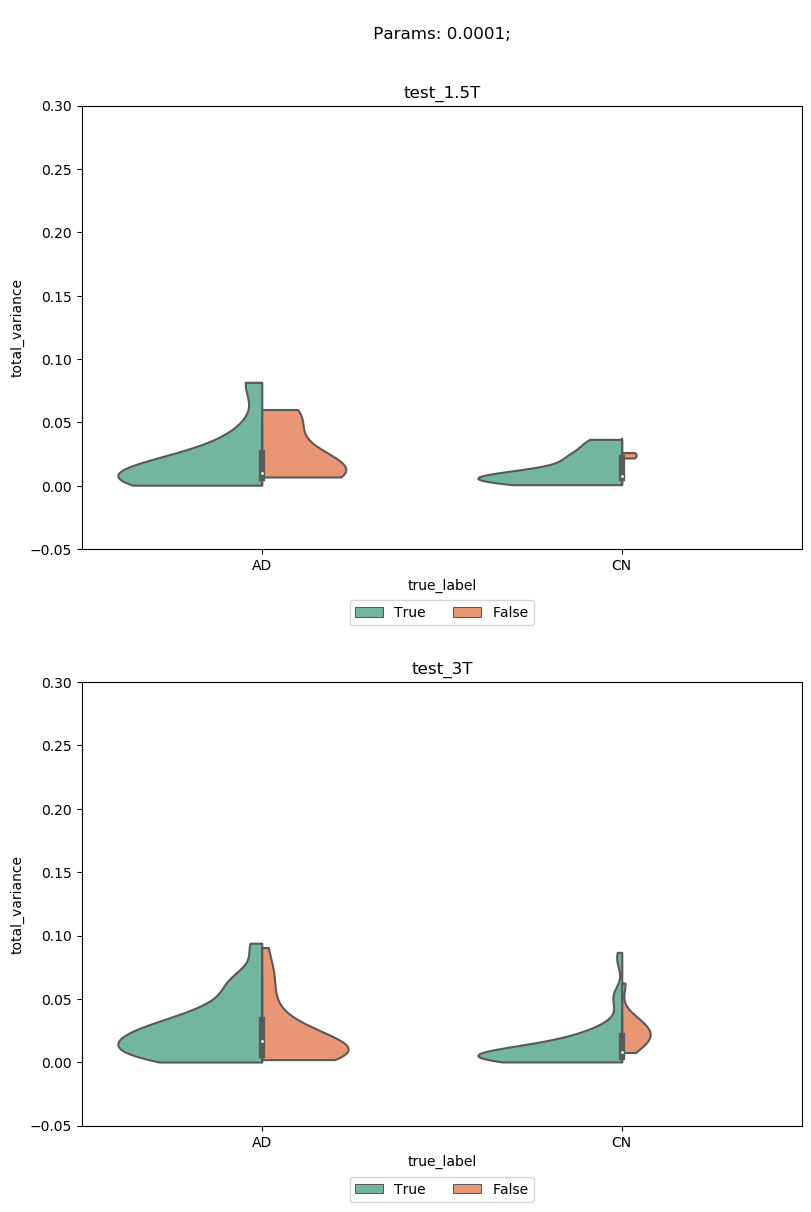 Params: 0.0001;
test_1.5T
0.30
0.25
0.20
0.15
0.10
0.05
0.00
−0.05
total_variance
AD
CN
true_label
True
False
test_3T
0.30
0.25
0.20
0.15
0.10
0.05
0.00
−0.05
total_variance
AD
CN
true_label
True
False